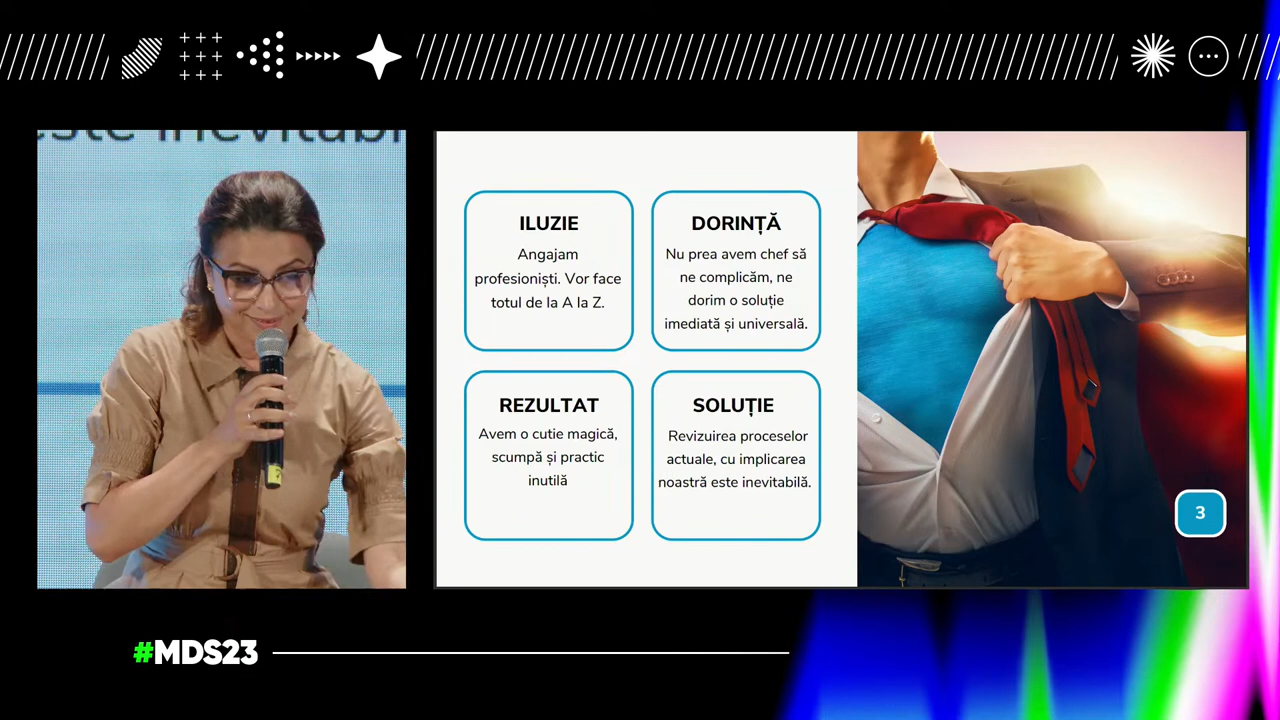 ILUZIE
Angajam
profesioniști. Vor face
totul de la A la Z.
DORINȚĂ
Nu prea avem chef să
ne complicăm, ne
dorim o soluție
imediată și universală.
REZULTAT
Avem o cutie magică,
scumpă și practic
inutilă
SOLUȚIE
Revizuirea proceselor
actuale, cu implicarea
noastră este inevitabilă.
3
#MDS23